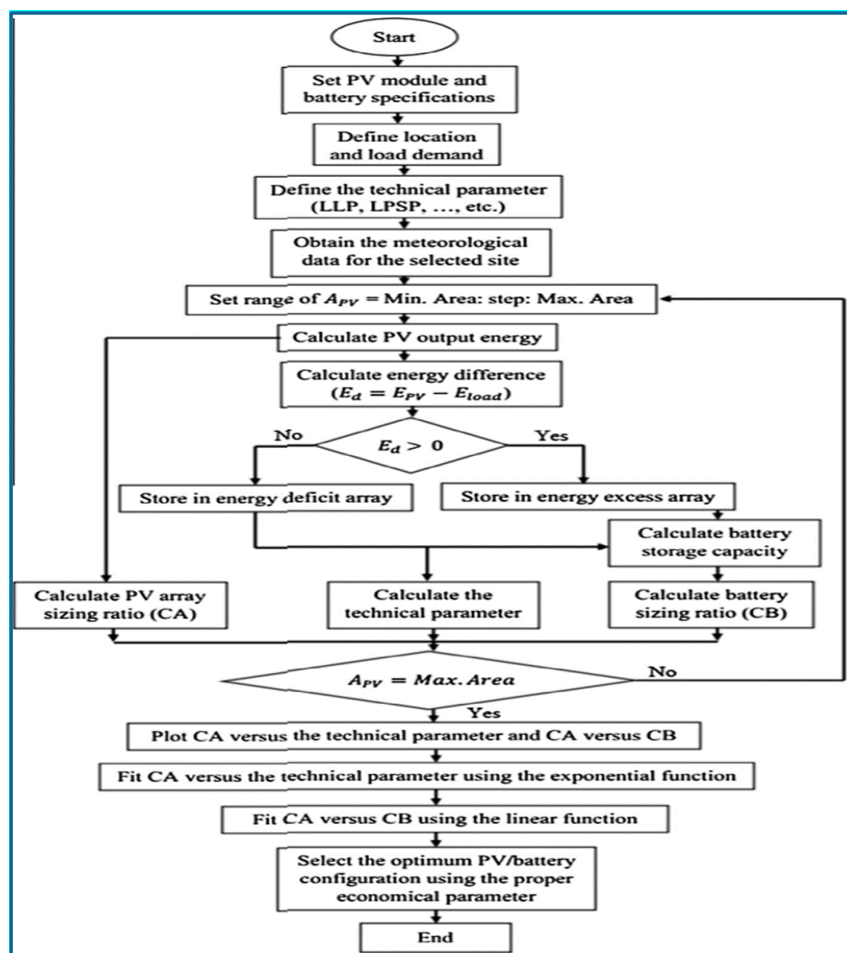 Start
Set PV module and
battery specifications
Define location
and load demand
Define the technical parameter
(LLP, LPSP, ..., etc.)
Obtain the meteorological
data for the selected site
Set range of A_PV = Min. Area: step: Max. Area
Calculate PV output energy
Calculate energy difference
(E_d = E_PV − E_load)
No
E_d > 0
Yes
Store in energy deficit array
Store in energy excess array
Calculate battery
storage capacity
Calculate PV array
sizing ratio (CA)
Calculate the
technical parameter
Calculate battery
sizing ratio (CB)
A_PV = Max. Area
No
Yes
Plot CA versus the technical parameter and CA versus CB
Fit CA versus the technical parameter using the exponential function
Fit CA versus CB using the linear function
Select the optimum PV/battery
configuration using the proper
economical parameter
End